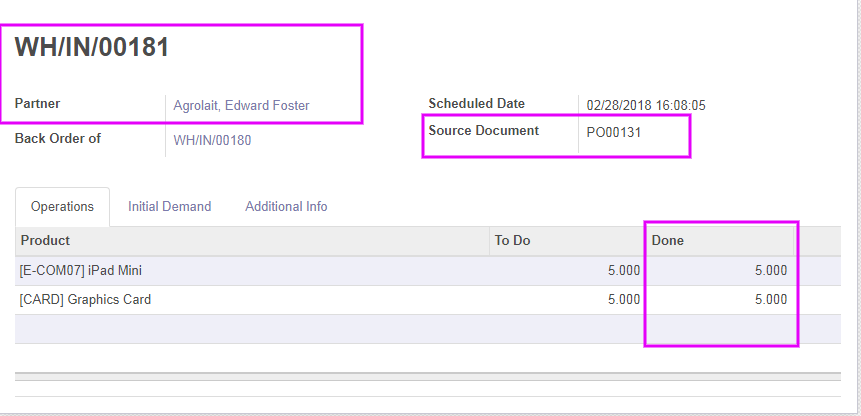 WH/IN/00181
Partner Agrolait, Edward Foster Scheduled Date 02/28/2018 16:08:05
Back Order of WH/IN/00180 Source Document PO00131
Operations Initial Demand Additional Info
Product To Do Done
[E-COM07] iPad Mini 5.000 5.000
[CARD] Graphics Card 5.000 5.000